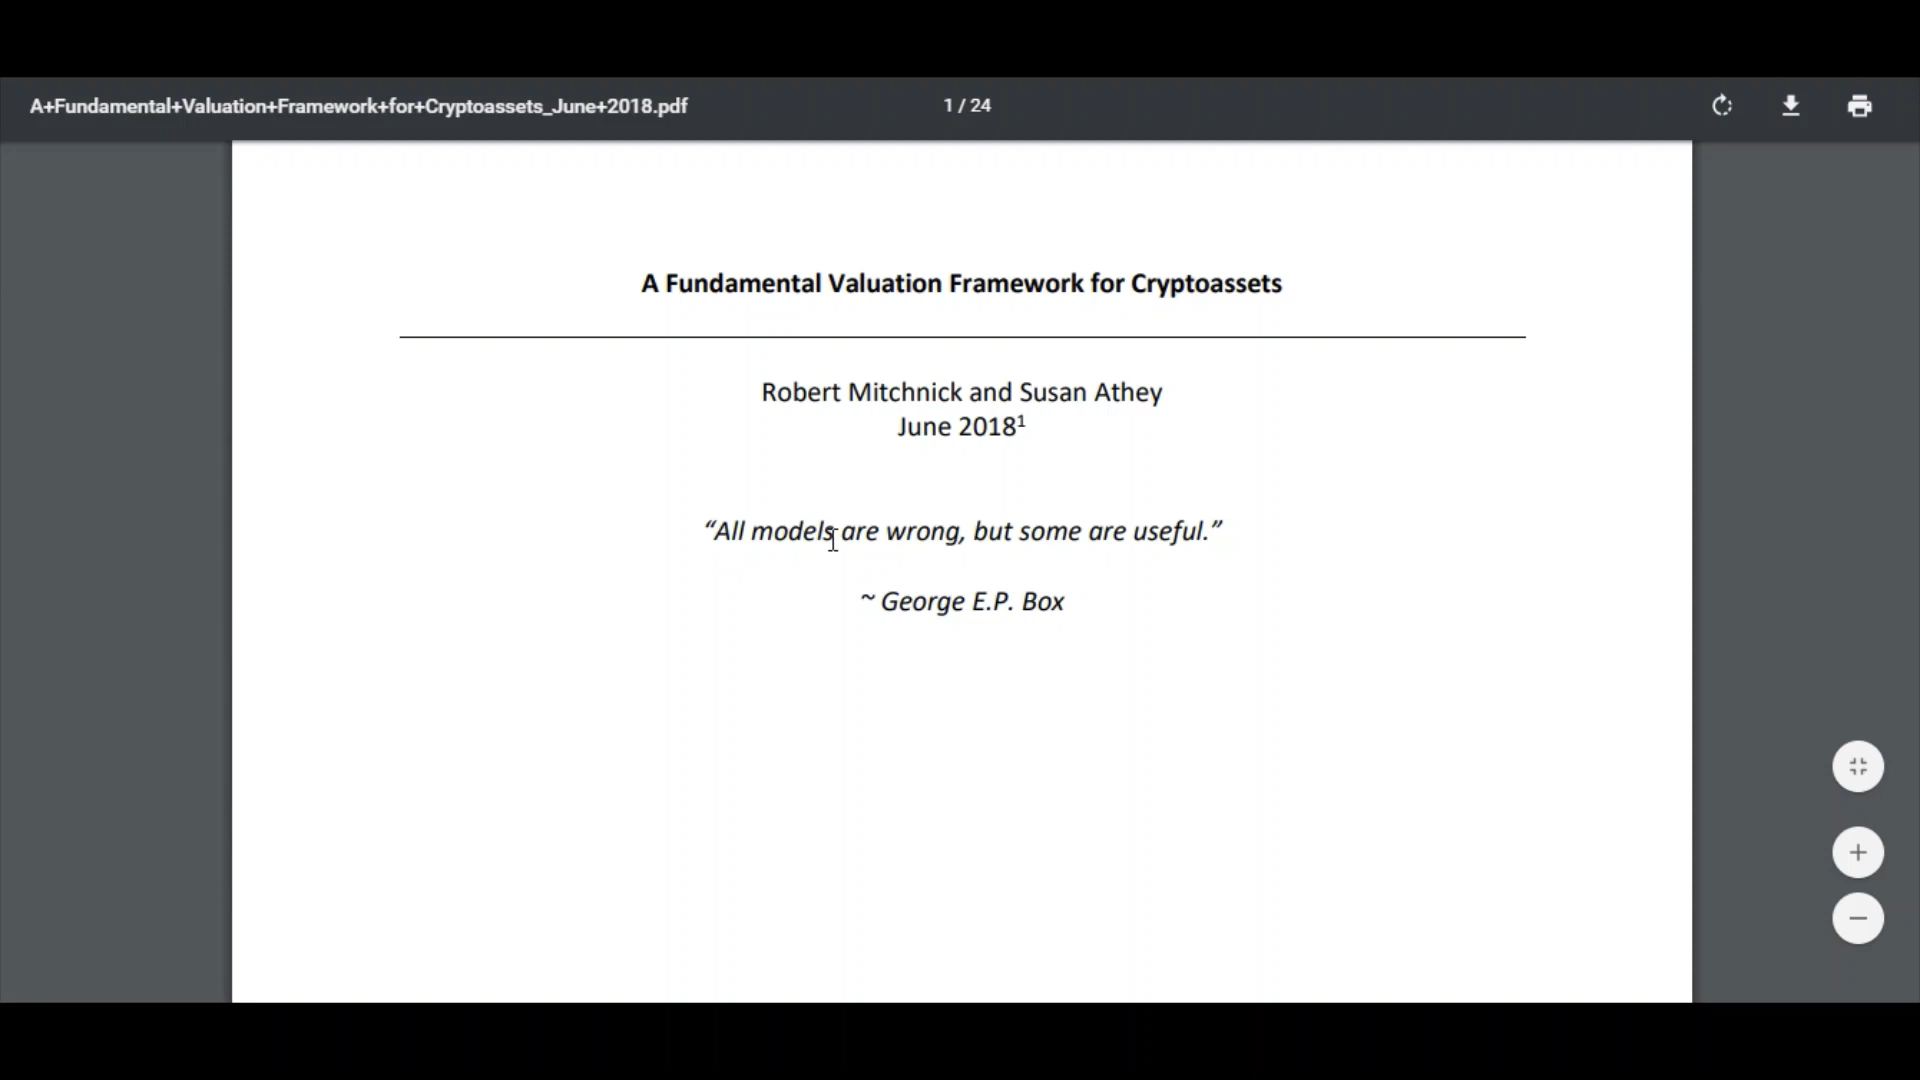 A+Fundamental+Valuation+Framework+for+Cryptoassets_June+2018.pdf
1 / 24
A Fundamental Valuation Framework for Cryptoassets
Robert Mitchnick and Susan Athey
June 2018¹
“All models are wrong, but some are useful.”
~ George E.P. Box